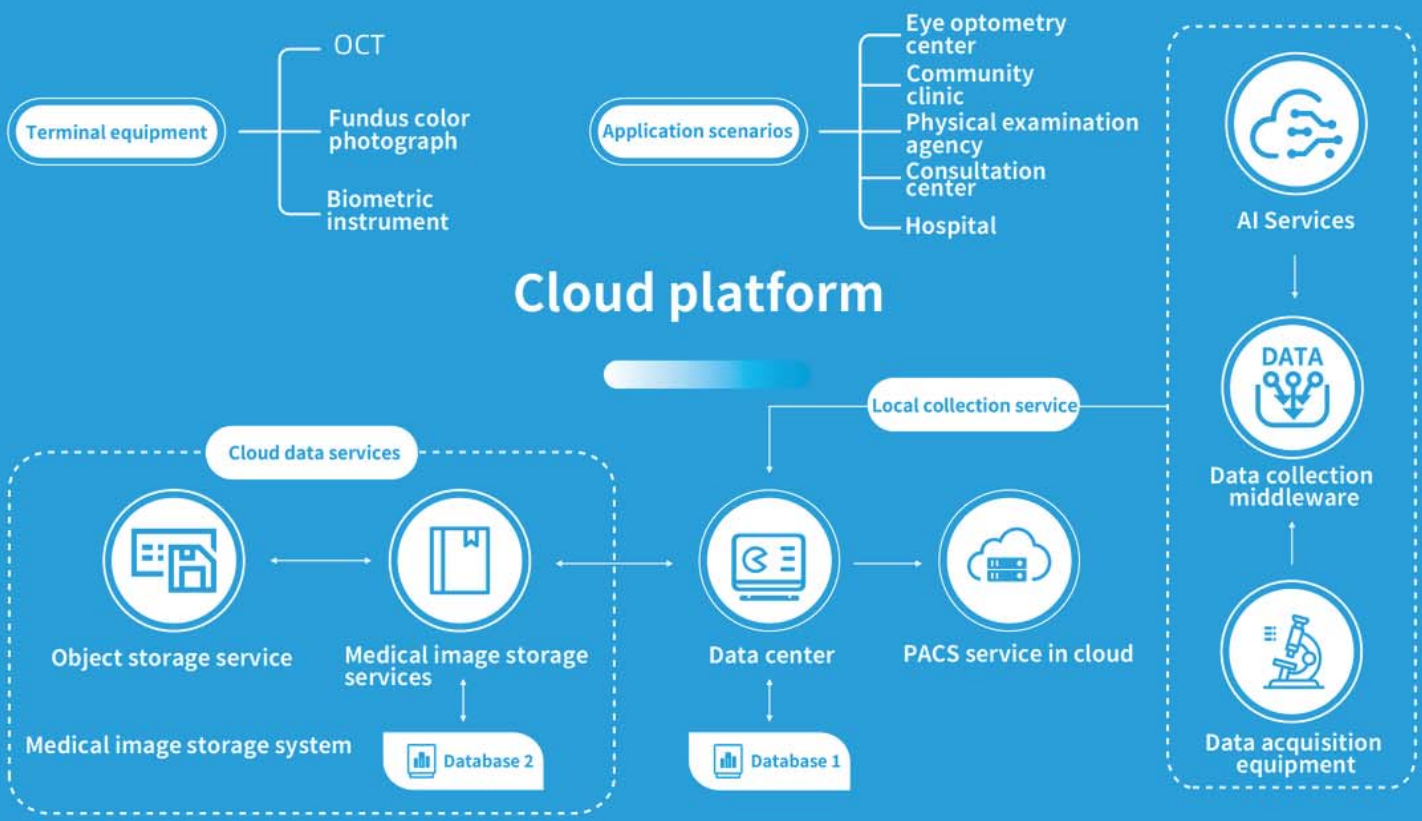 OCT
Terminal equipment
Fundus color
photograph
Biometric
instrument
Application scenarios
Eye optometry
center
Community
clinic
Physical examination
agency
Consultation
center
Hospital
AI Services
Cloud platform
DATA
Data collection
middleware
Local collection service
Cloud data services
Object storage service
Medical image storage
services
Data center
PACS service in cloud
Data acquisition
equipment
Medical image storage system
Database 2
Database 1